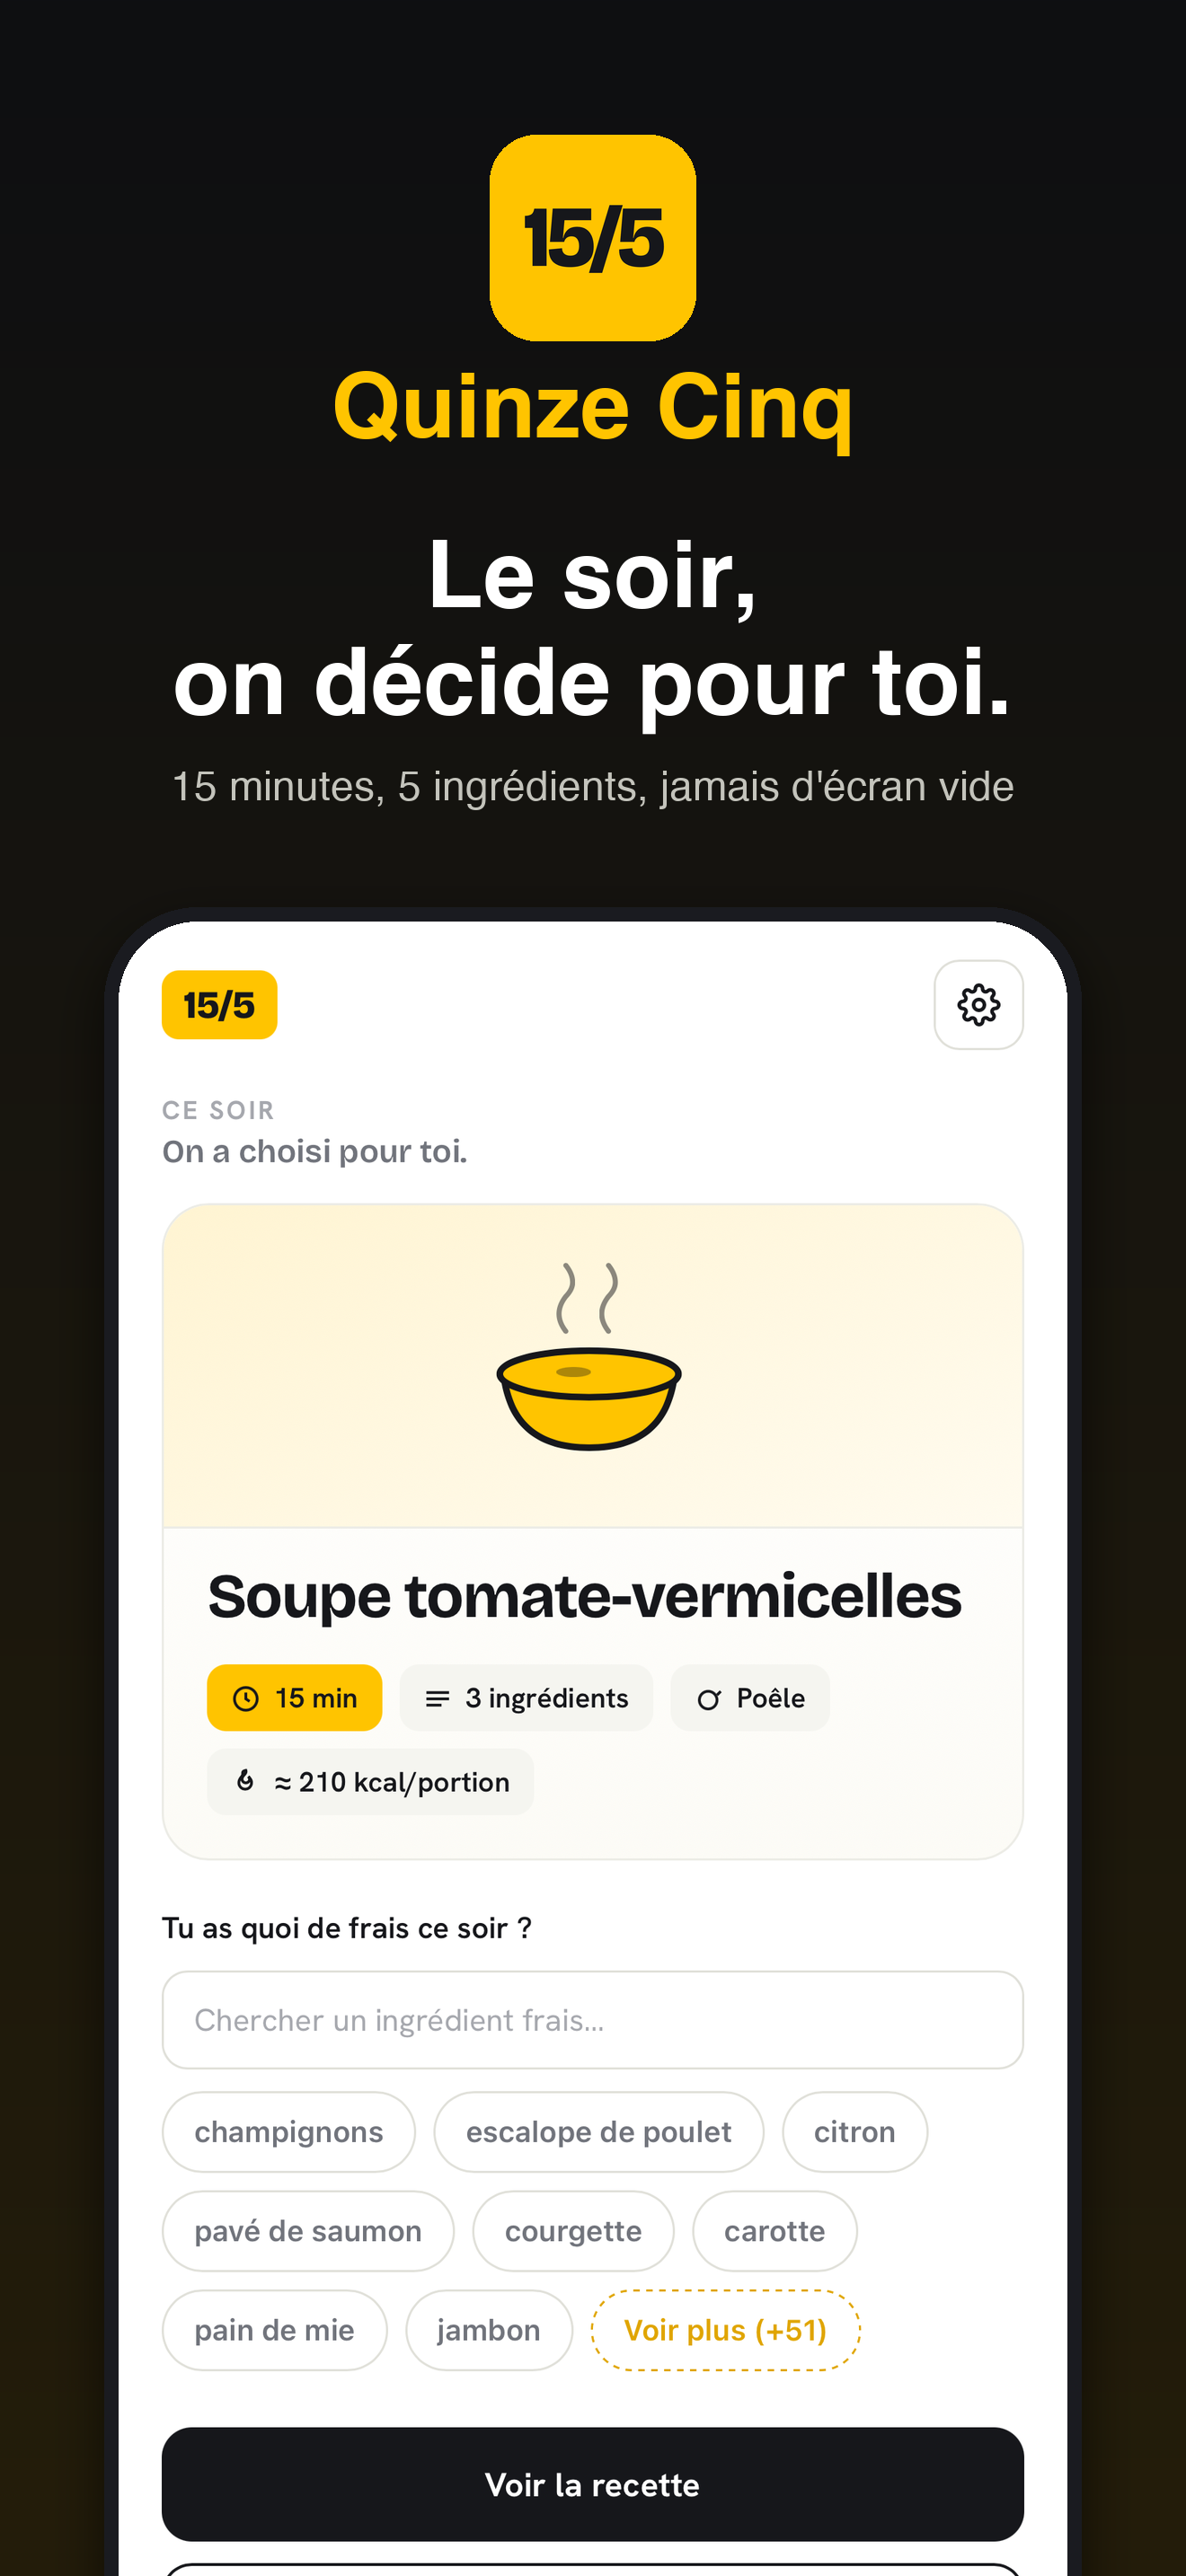 15/5
Quinze Cinq
Le soir,
on décide pour toi.
15 minutes, 5 ingrédients, jamais d'écran vide
15/5
CE SOIR
On a choisi pour toi.
Soupe tomate-vermicelles
15 min
3 ingrédients
Poêle
≈ 210 kcal/portion
Tu as quoi de frais ce soir ?
Chercher un ingrédient frais...
champignons
escalope de poulet
citron
pavé de saumon
courgette
carotte
pain de mie
jambon
Voir plus (+51)
Voir la recette